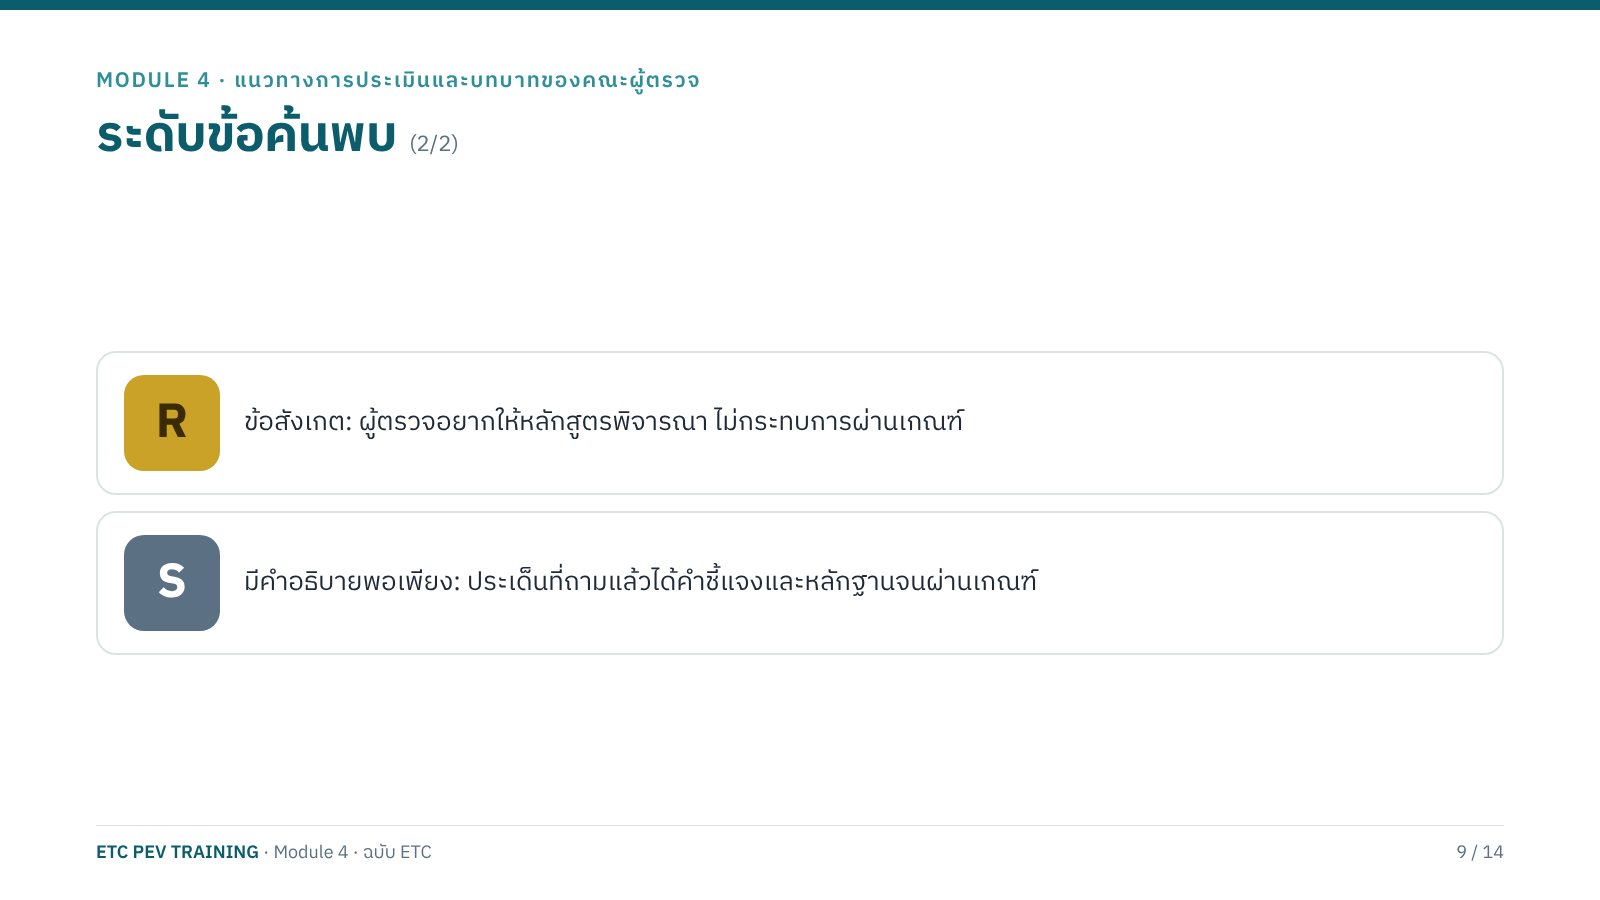 MODULE 4 · แนวทางการประเมินและบทบาทของคณะผู้ตรวจ
ระดับข้อค้นพบ (2/2)
R
ข้อสังเกต: ผู้ตรวจอยากให้หลักสูตรพิจารณา ไม่กระทบการผ่านเกณฑ์
S
มีคำอธิบายพอเพียง: ประเด็นที่ถามแล้วได้คำชี้แจงและหลักฐานจนผ่านเกณฑ์
ETC PEV TRAINING · Module 4 · ฉบับ ETC
9 / 14